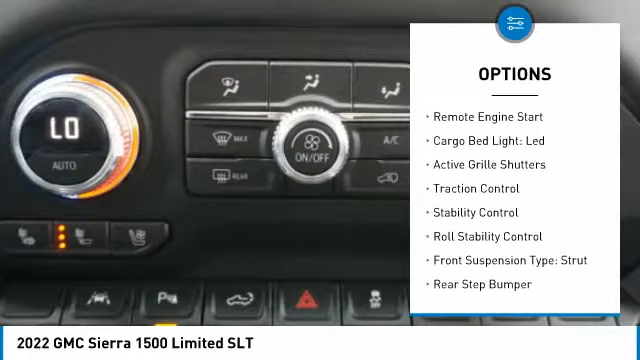 OPTIONS
Remote Engine Start
Cargo Bed Light: Led
Active Grille Shutters
Traction Control
Stability Control
Roll Stability Control
Front Suspension Type: Strut
Rear Step Bumper
LO
AUTO
MAX
REAR
ON/OFF
A/C
2022 GMC Sierra 1500 Limited SLT